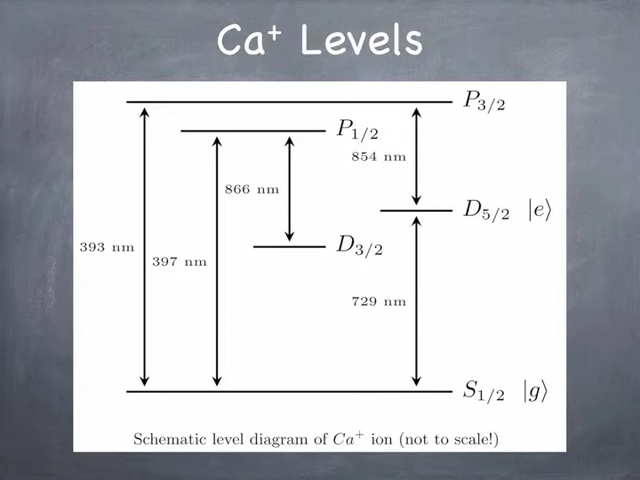 Ca⁺ Levels
P₃/₂
P₁/₂
854 nm
866 nm
D₅/₂ |e⟩
D₃/₂
393 nm
397 nm
729 nm
S₁/₂ |g⟩
Schematic level diagram of Ca⁺ ion (not to scale!)